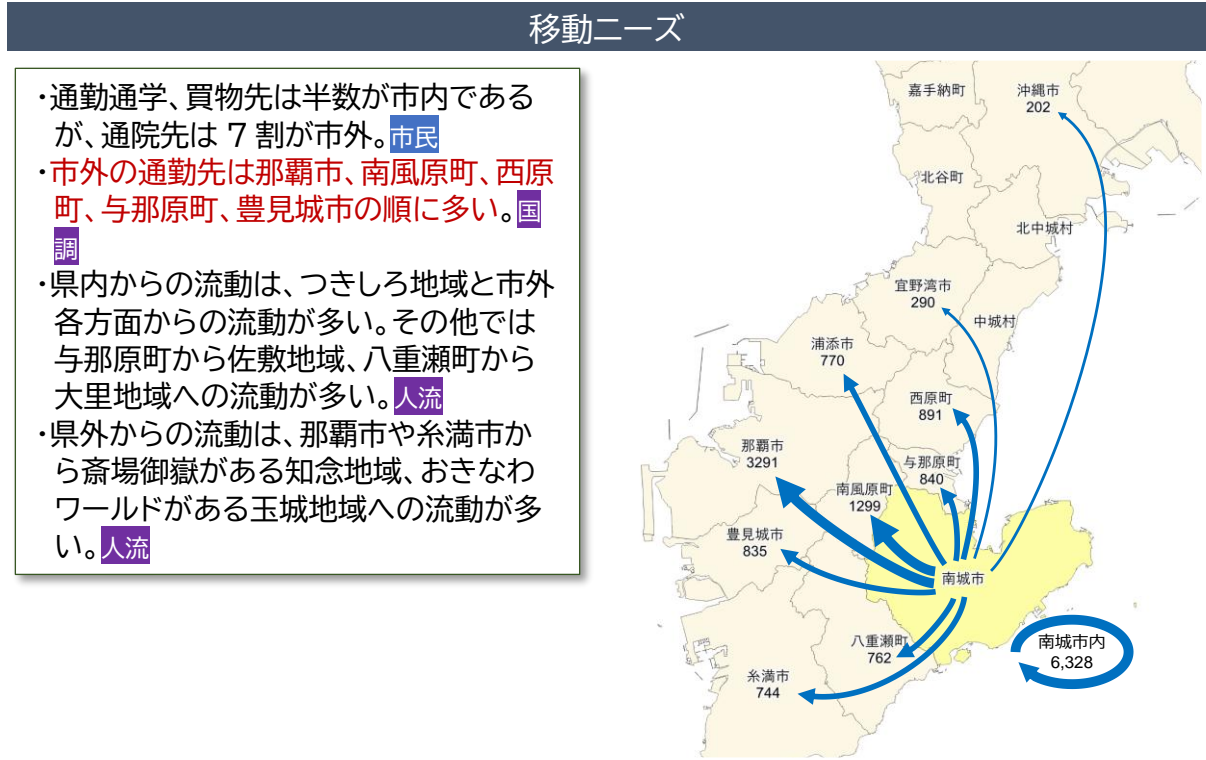 移動ニーズ
・通勤通学、買物先は半数が市内である
が、通院先は 7 割が市外。市民
・市外の通勤先は那覇市、南風原町、西原
町、与那原町、豊見城市の順に多い。国
調
・県内からの流動は、つきしろ地域と市外
各方面からの流動が多い。その他では
与那原町から佐敷地域、八重瀬町から
大里地域への流動が多い。人流
・県外からの流動は、那覇市や糸満市か
ら斎場御嶽がある知念地域、おきなわ
ワールドがある玉城地域への流動が多
い。人流
嘉手納町
沖縄市
202
北谷町
北中城村
宜野湾市
290
中城村
浦添市
770
西原町
891
那覇市
3291
与那原町
840
南風原町
1299
豊見城市
835
南城市
八重瀬町
762
南城市内
6,328
糸満市
744